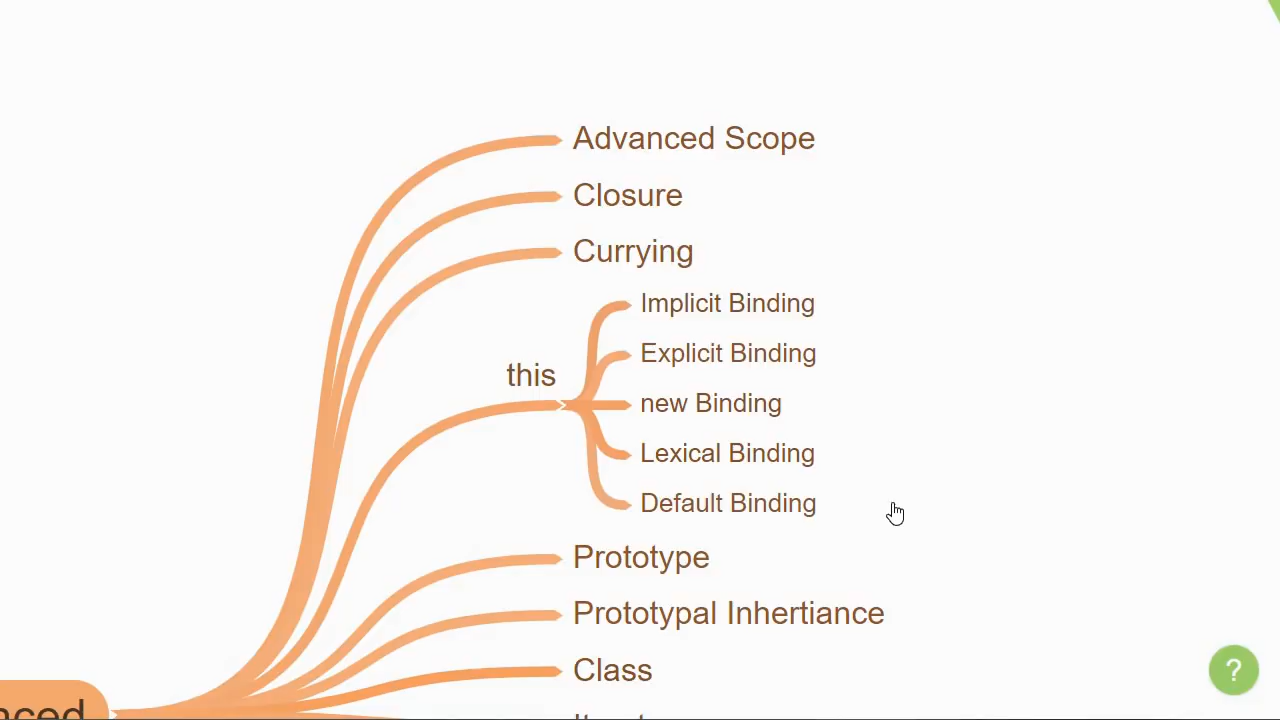 Advanced Scope
Closure
Currying
Implicit Binding
this
Explicit Binding
new Binding
Lexical Binding
Default Binding
Prototype
Prototypal Inhertiance
Class
?